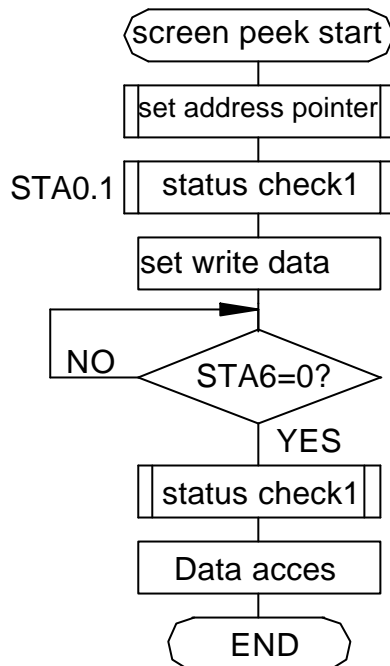 screen peek start
set address pointer
STA0.1
status check1
set write data
NO
STA6=0?
YES
status check1
Data acces
END